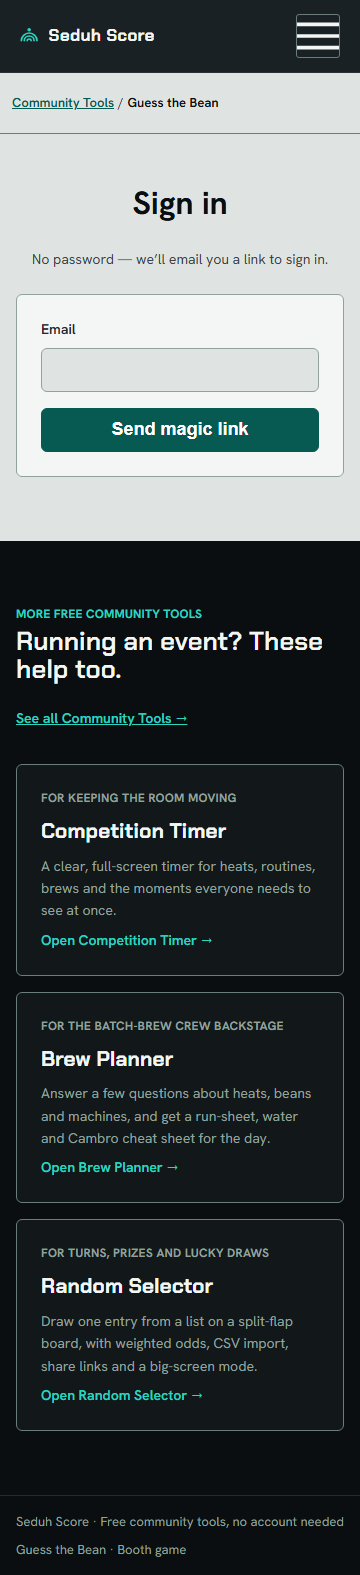 Seduh Score
Community Tools / Guess the Bean
Sign in
No password — we’ll email you a link to sign in.
Email
Send magic link
MORE FREE COMMUNITY TOOLS
Running an event? These
help too.
See all Community Tools →
FOR KEEPING THE ROOM MOVING
Competition Timer
A clear, full-screen timer for heats, routines,
brews and the moments everyone needs to
see at once.
Open Competition Timer →
FOR THE BATCH-BREW CREW BACKSTAGE
Brew Planner
Answer a few questions about heats, beans
and machines, and get a run-sheet, water
and Cambro cheat sheet for the day.
Open Brew Planner →
FOR TURNS, PRIZES AND LUCKY DRAWS
Random Selector
Draw one entry from a list on a split-flap
board, with weighted odds, CSV import,
share links and a big-screen mode.
Open Random Selector →
Seduh Score · Free community tools, no account needed
Guess the Bean · Booth game